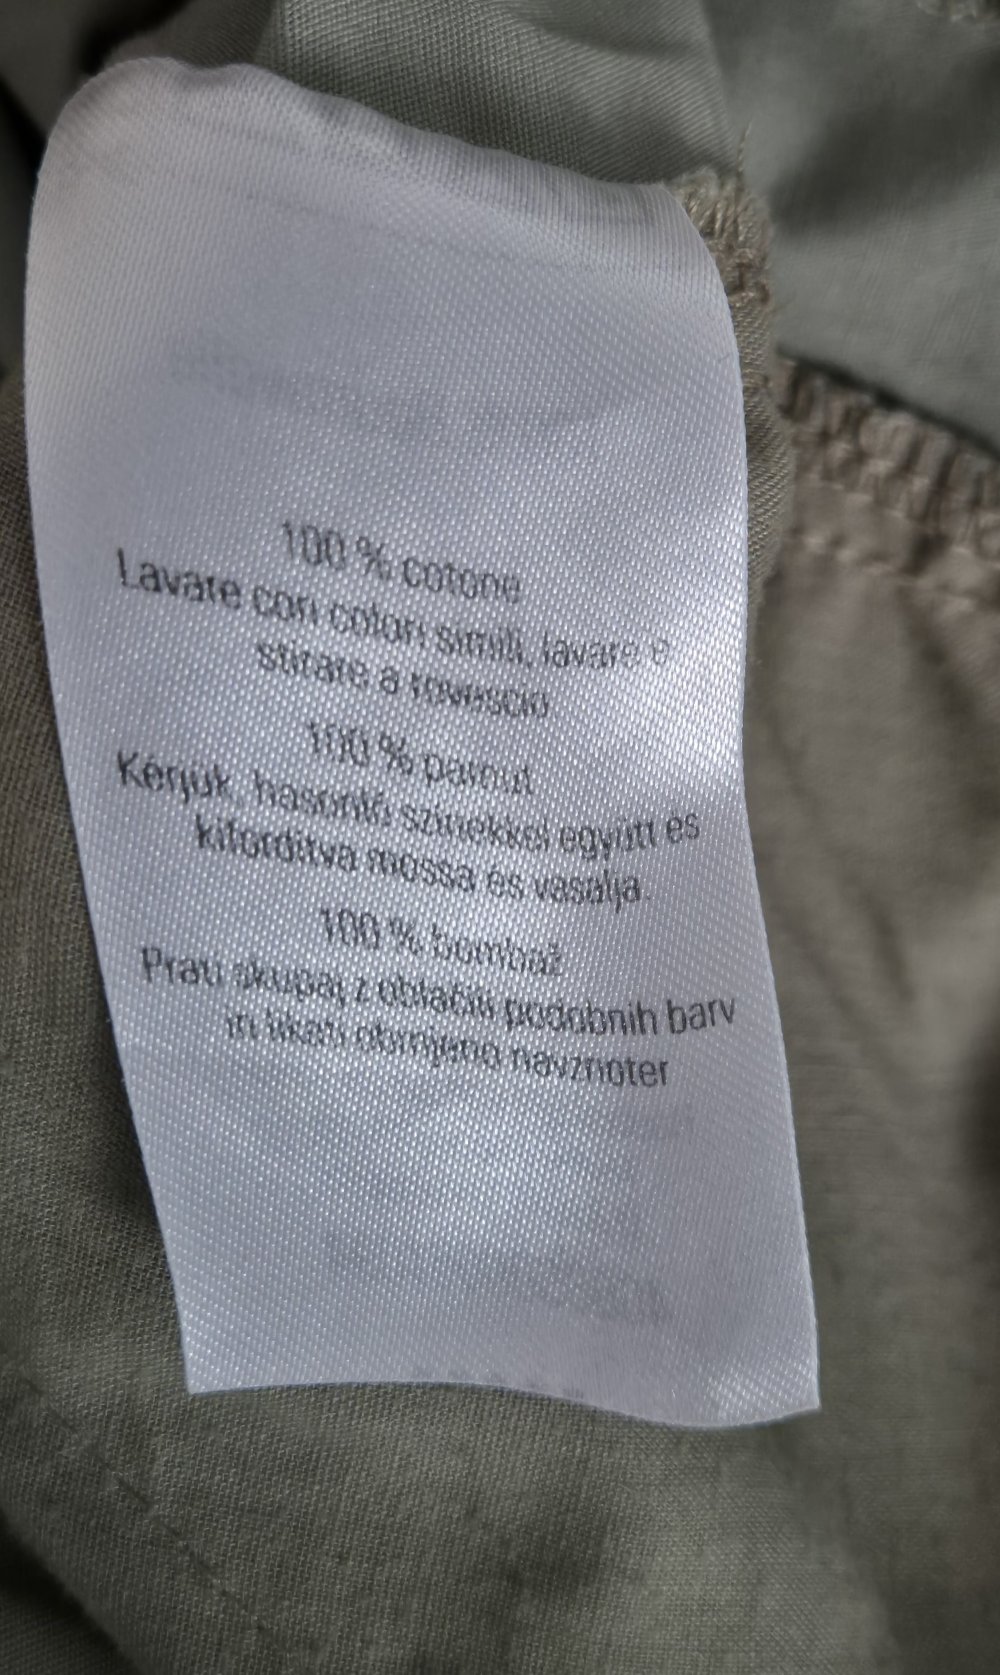 100 % cotone
Lavare con colori simili, lavare e
stirare a rovescio
100 % pamut
Kérjük, hasonló színekkel együtt és
kifordítva mossa és vasalja.
100 % bombaž
Prati skupaj z oblačili podobnih barv
in likati obrnjeno navznoter